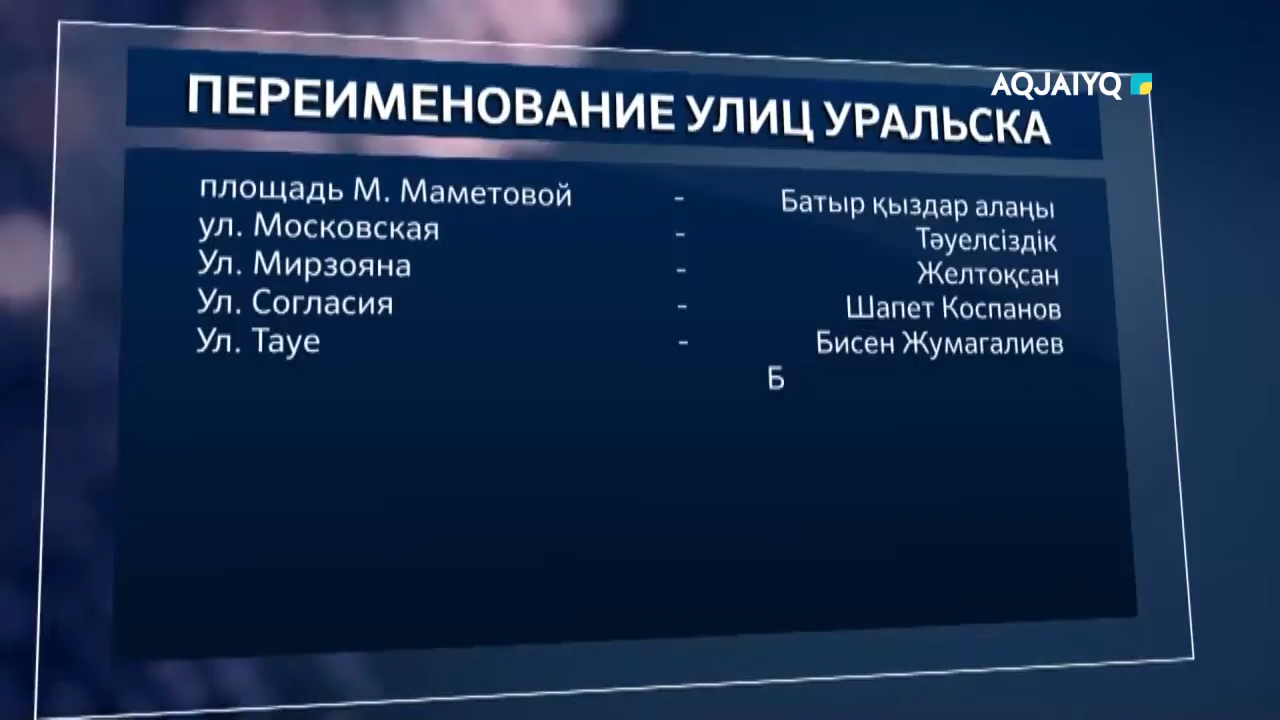 AQJAIYQ
ПЕРЕИМЕНОВАНИЕ УЛИЦ УРАЛЬСКА
площадь М. Маметовой - Батыр қыздар алаңы
ул. Московская - Тәуелсіздік
Ул. Мирзояна - Желтоқсан
Ул. Согласия - Шапет Коспанов
Ул. Тауе - Бисен Жумагалиев
Б